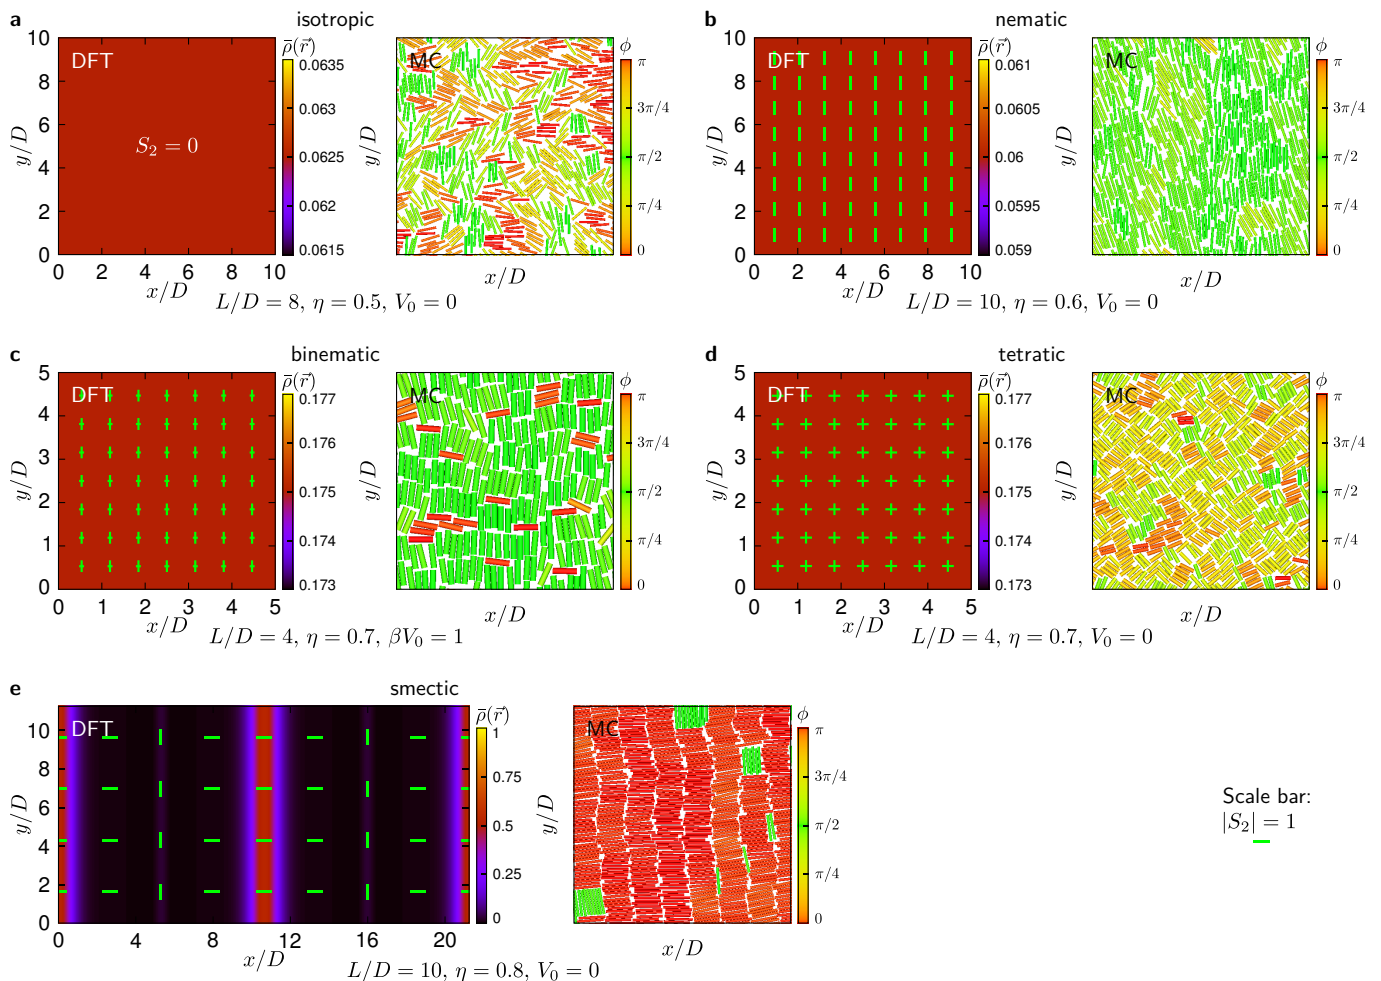 a isotropic
DFT
S₂ = 0
10
8
6
4
2
0
y/D
0 2 4 6 8 10
x/D
ρ̄(r⃗)
0.0635
0.063
0.0625
0.062
0.0615
MC
y/D
x/D
ϕ
π
3π/4
π/2
π/4
0
L/D = 8, η = 0.5, V₀ = 0
b nematic
DFT
10
8
6
4
2
0
y/D
0 2 4 6 8 10
x/D
ρ̄(r⃗)
0.061
0.0605
0.06
0.0595
0.059
MC
y/D
x/D
ϕ
π
3π/4
π/2
π/4
0
L/D = 10, η = 0.6, V₀ = 0
c binematic
DFT
5
4
3
2
1
0
y/D
0 1 2 3 4 5
x/D
ρ̄(r⃗)
0.177
0.176
0.175
0.174
0.173
MC
y/D
x/D
ϕ
π
3π/4
π/2
π/4
0
L/D = 4, η = 0.7, βV₀ = 1
d tetratic
DFT
5
4
3
2
1
0
y/D
0 1 2 3 4 5
x/D
ρ̄(r⃗)
0.177
0.176
0.175
0.174
0.173
MC
y/D
x/D
ϕ
π
3π/4
π/2
π/4
0
L/D = 4, η = 0.7, V₀ = 0
e smectic
DFT
10
8
6
4
2
0
y/D
0 4 8 12 16 20
x/D
ρ̄(r⃗)
1
0.75
0.5
0.25
0
MC
y/D
x/D
ϕ
π
3π/4
π/2
π/4
0
L/D = 10, η = 0.8, V₀ = 0
Scale bar:
|S₂| = 1